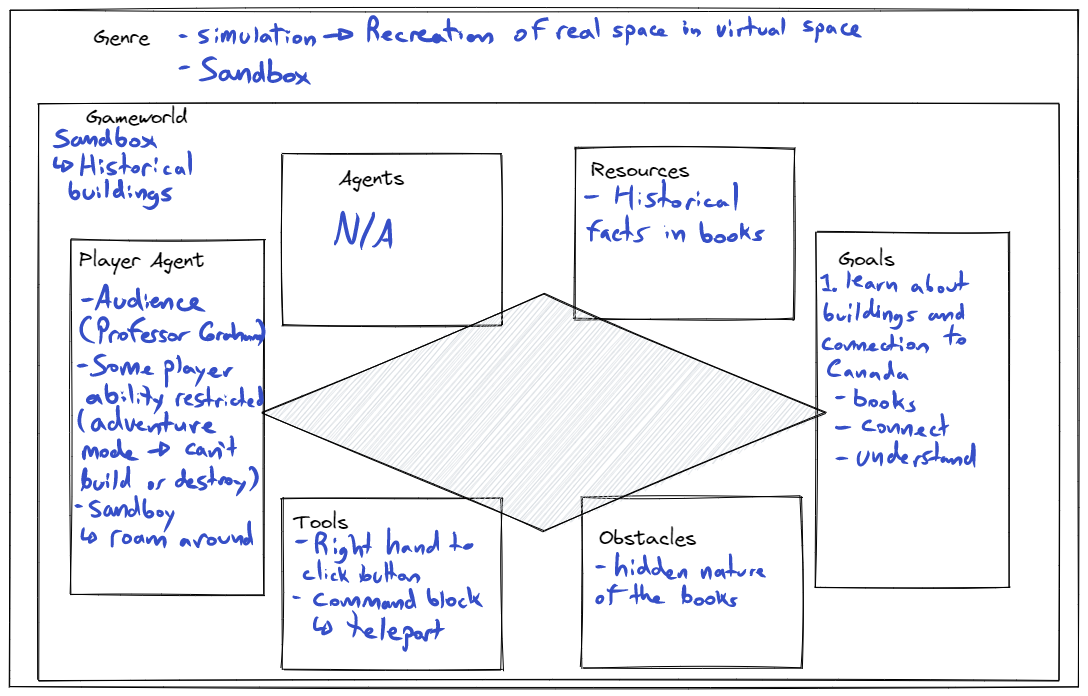 Genre
- simulation → Recreation of real space in virtual space
- Sandbox
Gameworld
Sandbox
↳ Historical
buildings
Agents
N/A
Resources
- Historical
facts in books
Player Agent
- Audience
(Professor Graham)
- Some player
ability restricted
(adventure
mode → can't
build or destroy)
- Sandboy
↳ roam around
Goals
1. learn about
buildings and
connection to
Canada
- books
- connect
- understand
Tools
- Right hand to
click button
- Command block
↳ teleport
Obstacles
- hidden nature
of the books